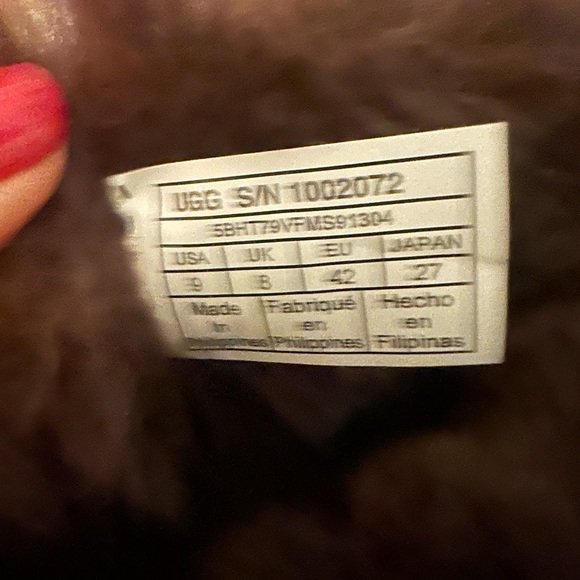 UGG S/N 1002072
5BHT79VFMS91304
USA UK EU JAPAN
9 8 42 27
Made Fabriqué Hecho
in en en
Philippines Philippines Filipinas